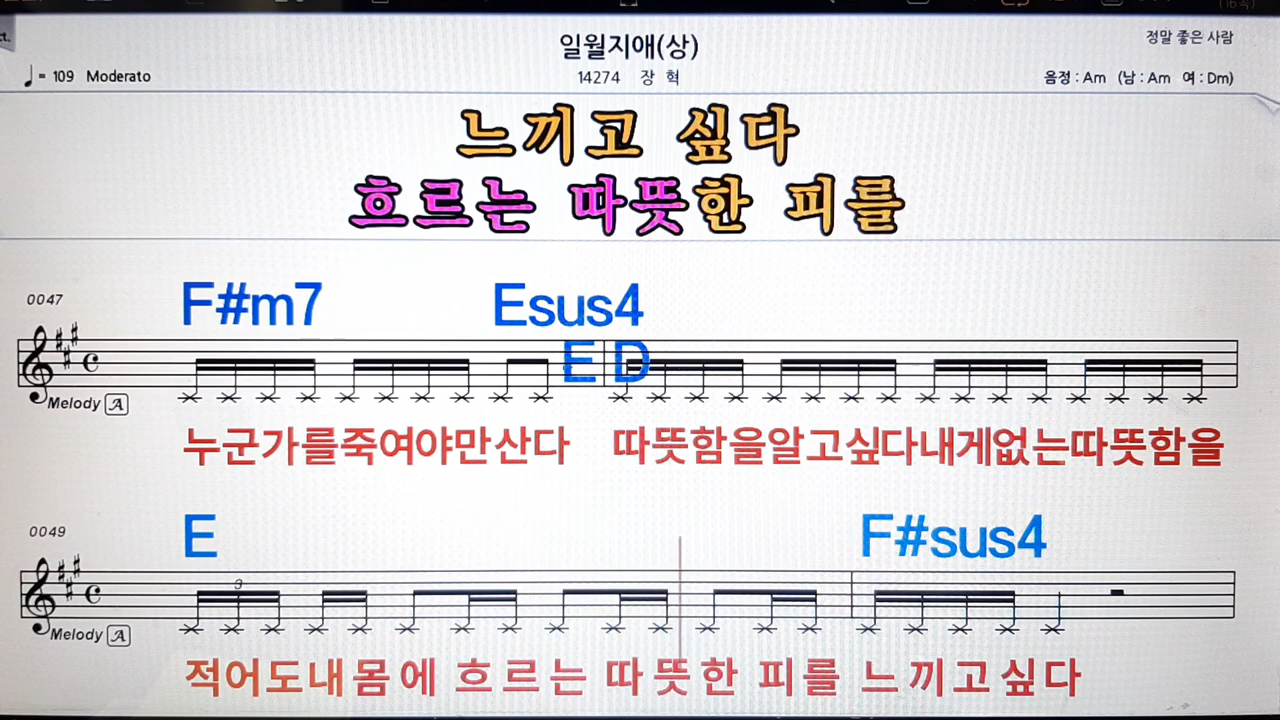 일월지애(상)
정말 좋은 사람
♩= 109 Moderato
14274 장 혁
음정 : Am (남 : Am 여 : Dm)
느끼고 싶다
흐르는 따뜻한 피를
0047
F#m7 Esus4
E D
Melody A
누군가를죽여야만산다 따뜻함을알고싶다내게없는따뜻함을
0049
E F#sus4
3
Melody A
적어도내몸에 흐르는 따뜻한 피를 느끼고싶다